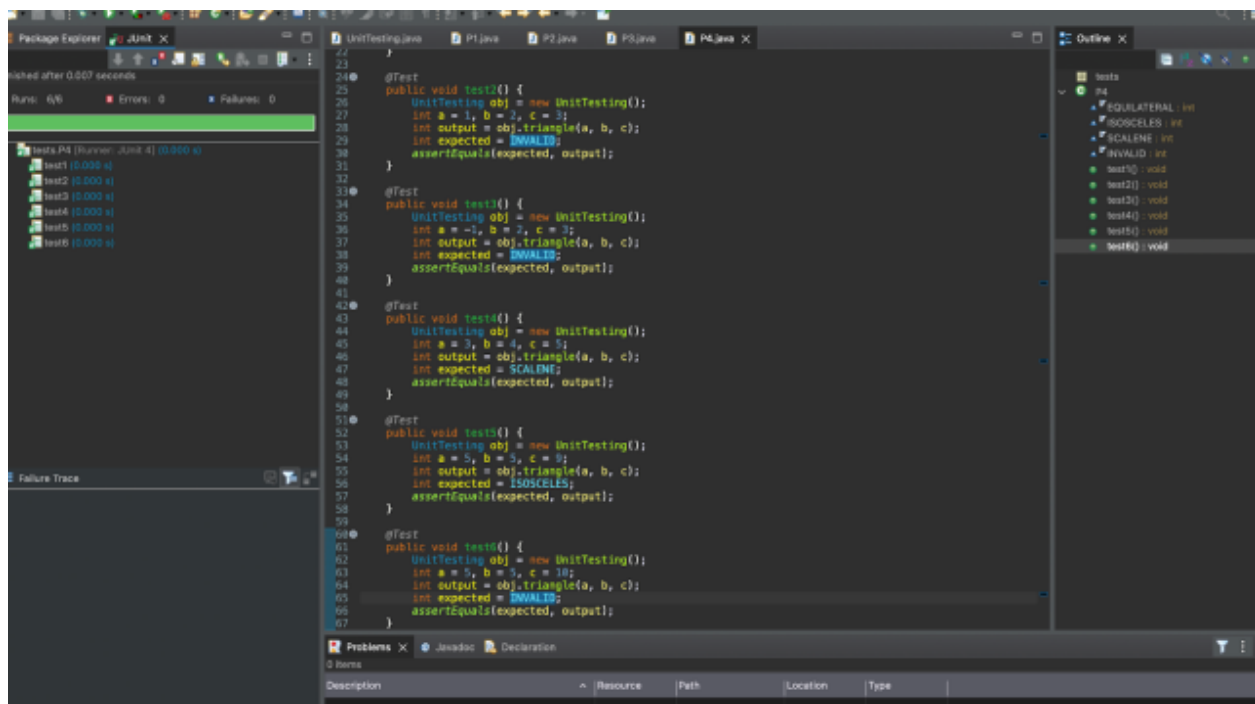 Package Explorer JUnit
inished after 0.007 seconds
Runs: 6/6 Errors: 0 Failures: 0
tests.P4 [Runner: JUnit 4] (0.000 s)
test1 (0.000 s)
test2 (0.000 s)
test3 (0.000 s)
test4 (0.000 s)
test5 (0.000 s)
test6 (0.000 s)
Failure Trace
UnitTesting.java P1.java P2.java P3.java P4.java
22 }
23
24 @Test
25 public void test2() {
26 UnitTesting obj = new UnitTesting();
27 int a = 1, b = 2, c = 3;
28 int output = obj.triangle(a, b, c);
29 int expected = INVALID;
30 assertEquals(expected, output);
31 }
32
33 @Test
34 public void test3() {
35 UnitTesting obj = new UnitTesting();
36 int a = -1, b = 2, c = 3;
37 int output = obj.triangle(a, b, c);
38 int expected = INVALID;
39 assertEquals(expected, output);
40 }
41
42 @Test
43 public void test4() {
44 UnitTesting obj = new UnitTesting();
45 int a = 3, b = 4, c = 5;
46 int output = obj.triangle(a, b, c);
47 int expected = SCALENE;
48 assertEquals(expected, output);
49 }
50
51 @Test
52 public void test5() {
53 UnitTesting obj = new UnitTesting();
54 int a = 5, b = 5, c = 9;
55 int output = obj.triangle(a, b, c);
56 int expected = ISOSCELES;
57 assertEquals(expected, output);
58 }
59
60 @Test
61 public void test6() {
62 UnitTesting obj = new UnitTesting();
63 int a = 5, b = 5, c = 10;
64 int output = obj.triangle(a, b, c);
65 int expected = INVALID;
66 assertEquals(expected, output);
67 }
Outline
tests
P4
EQUILATERAL : int
ISOSCELES : int
SCALENE : int
INVALID : int
test1() : void
test2() : void
test3() : void
test4() : void
test5() : void
test6() : void
Problems Javadoc Declaration
0 items
Description Resource Path Location Type